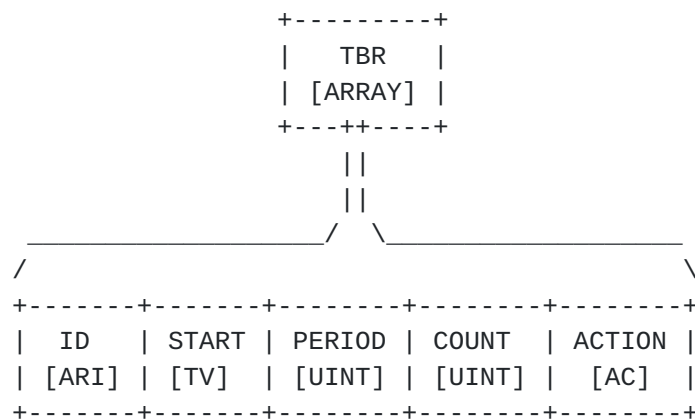 TBR
[ARRAY]
ID START PERIOD COUNT ACTION
[ARI] [TV] [UINT] [UINT] [AC]